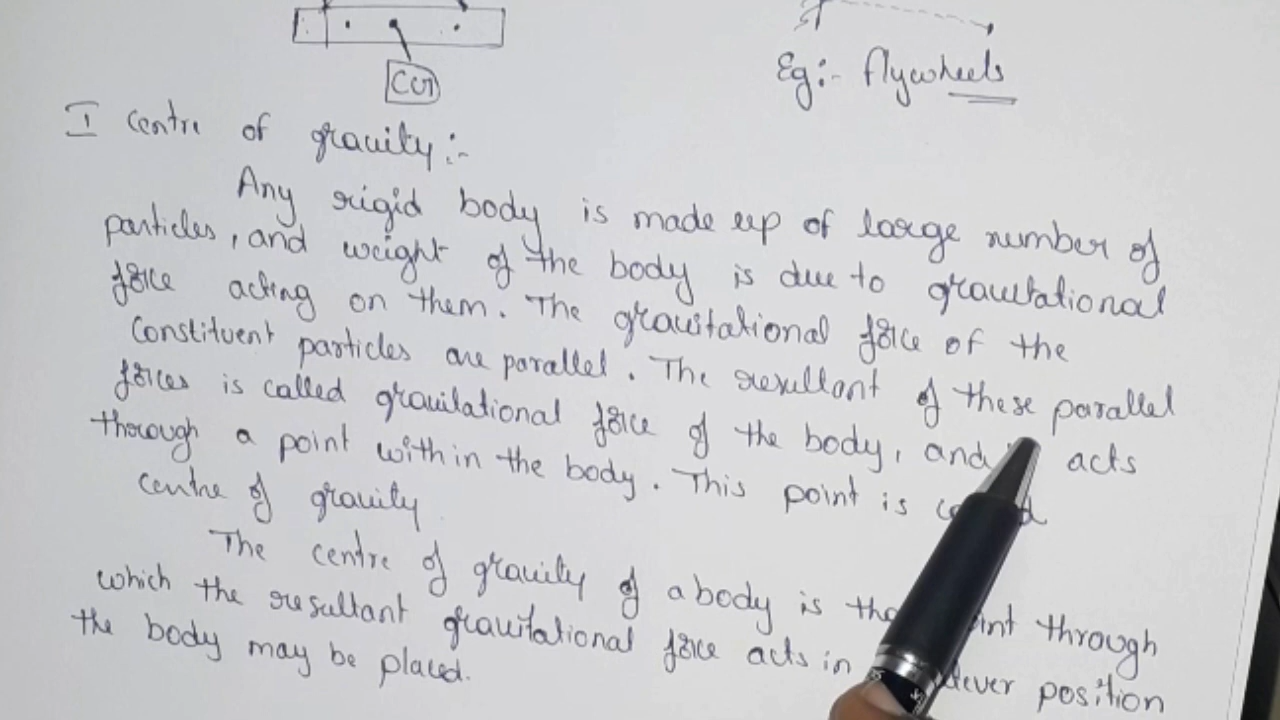 CG
Eg:- flywheels
I centre of gravity:-
Any rigid body is made up of large number of
particles, and weight of the body is due to gravitational
force acting on them. The gravitational force of the
constituent particles are parallel. The resultant of these parallel
forces is called gravitational force of the body, and acts
through a point within the body. This point is
centre of gravity
The centre of gravity of a body is through
which the resultant gravitational force acts in position
the body may be placed.